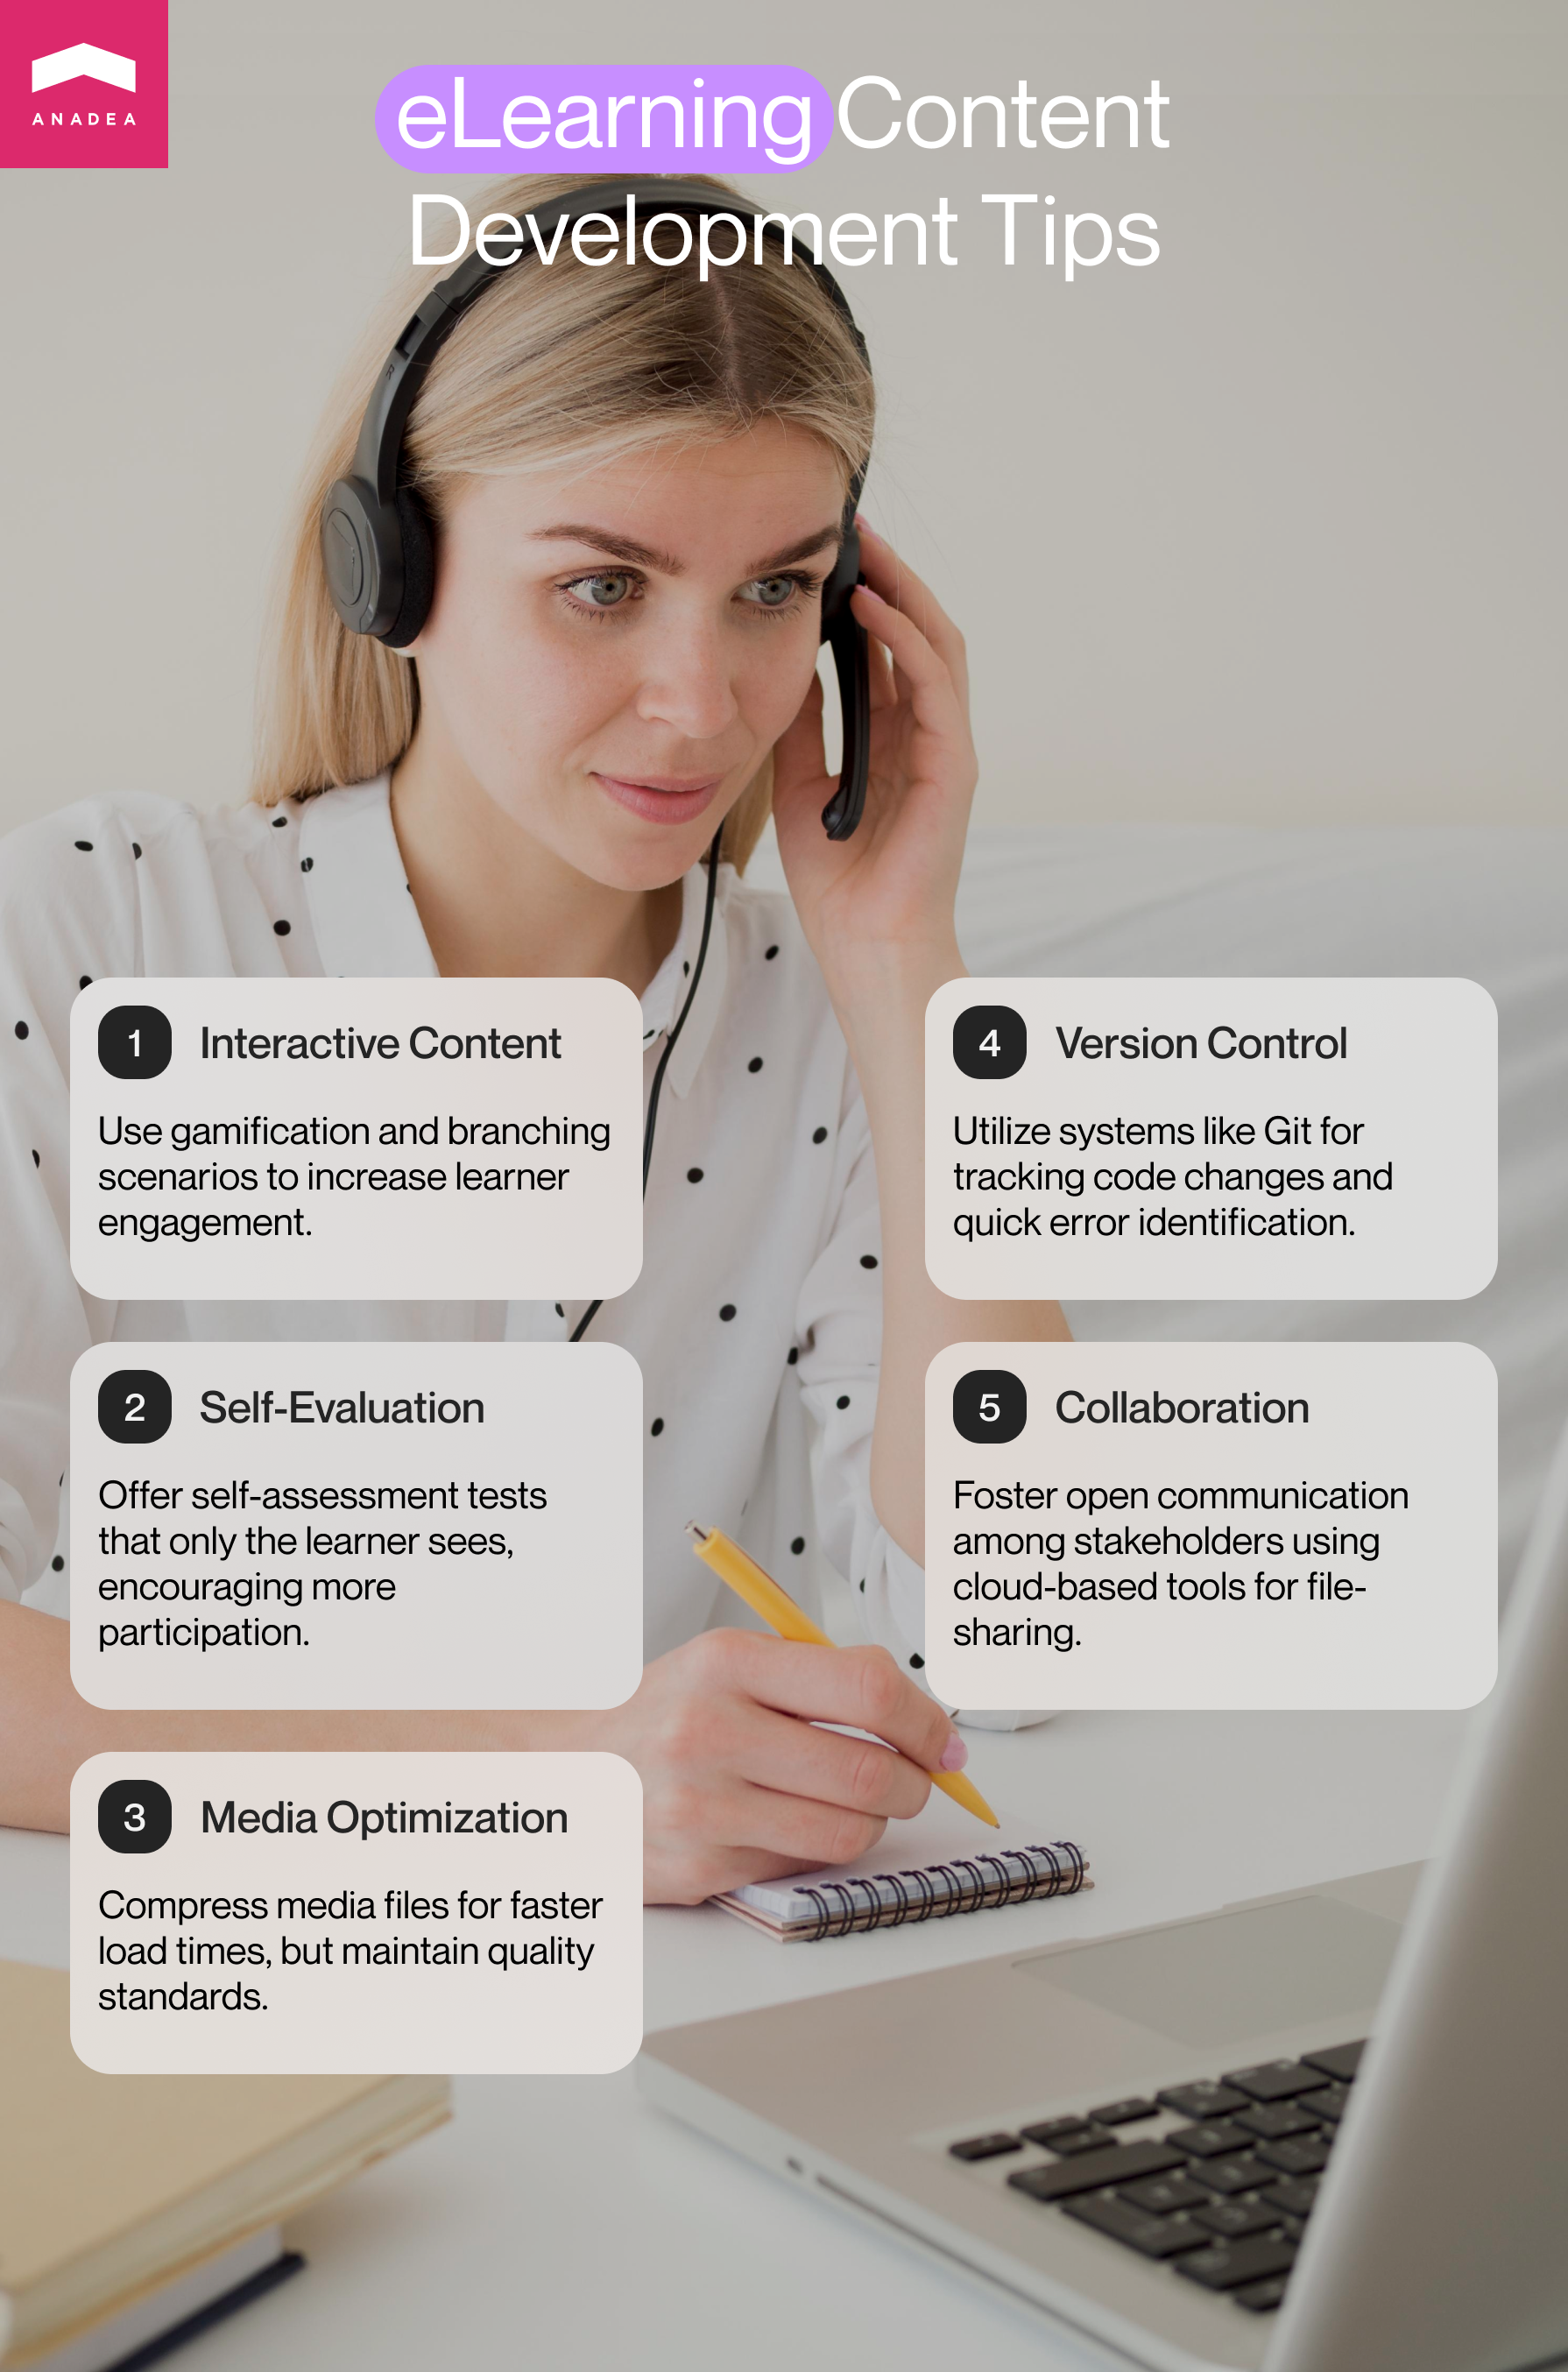 ANADEA
eLearning Content
Development Tips
1 Interactive Content
Use gamification and branching
scenarios to increase learner
engagement.
2 Self-Evaluation
Offer self-assessment tests
that only the learner sees,
encouraging more
participation.
3 Media Optimization
Compress media files for faster
load times, but maintain quality
standards.
4 Version Control
Utilize systems like Git for
tracking code changes and
quick error identification.
5 Collaboration
Foster open communication
among stakeholders using
cloud-based tools for file-
sharing.